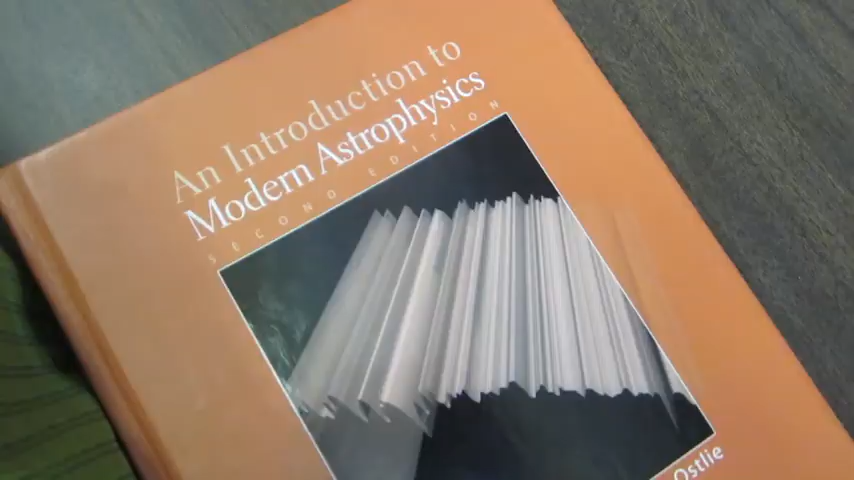 An Introduction to
Modern Astrophysics
SECOND EDITION
Ostlie